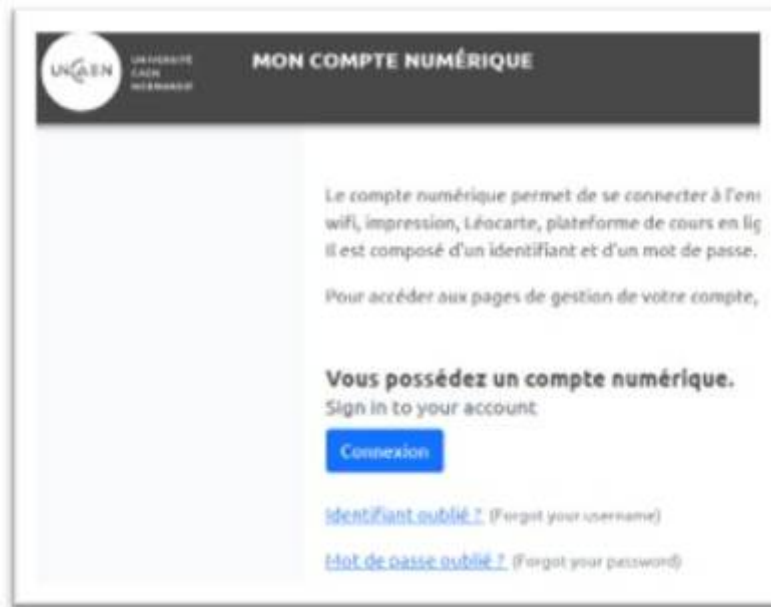 UNICAEN
UNIVERSITÉ
CAEN
NORMANDIE
MON COMPTE NUMÉRIQUE
Le compte numérique permet de se connecter à l'ens
wifi, impression, Léocarte, plateforme de cours en lig
Il est composé d'un identifiant et d'un mot de passe.
Pour accéder aux pages de gestion de votre compte,
Vous possédez un compte numérique.
Sign in to your account
Connexion
Identifiant oublié ? (Forgot your username)
Mot de passe oublié ? (Forgot your password)